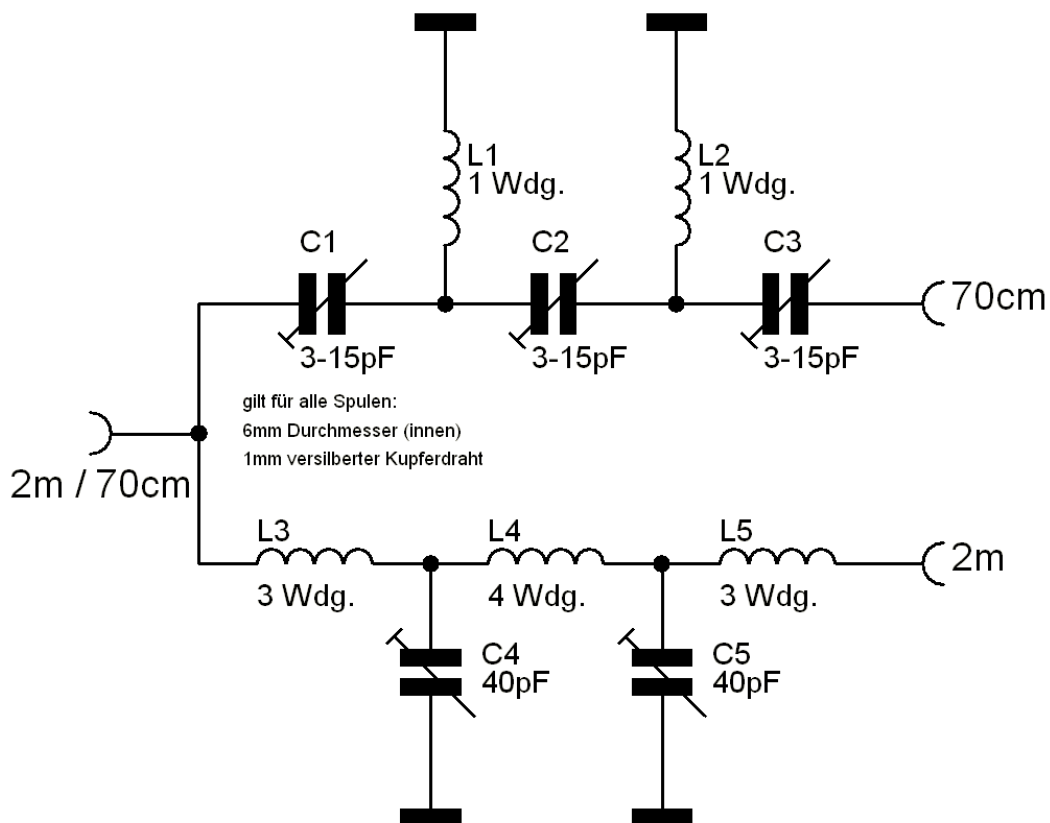 L1
1 Wdg.
L2
1 Wdg.
C1
3-15pF
C2
3-15pF
C3
3-15pF
70cm
gilt für alle Spulen:
6mm Durchmesser (innen)
1mm versilberter Kupferdraht
2m / 70cm
L3
3 Wdg.
L4
4 Wdg.
L5
3 Wdg.
2m
C4
40pF
C5
40pF